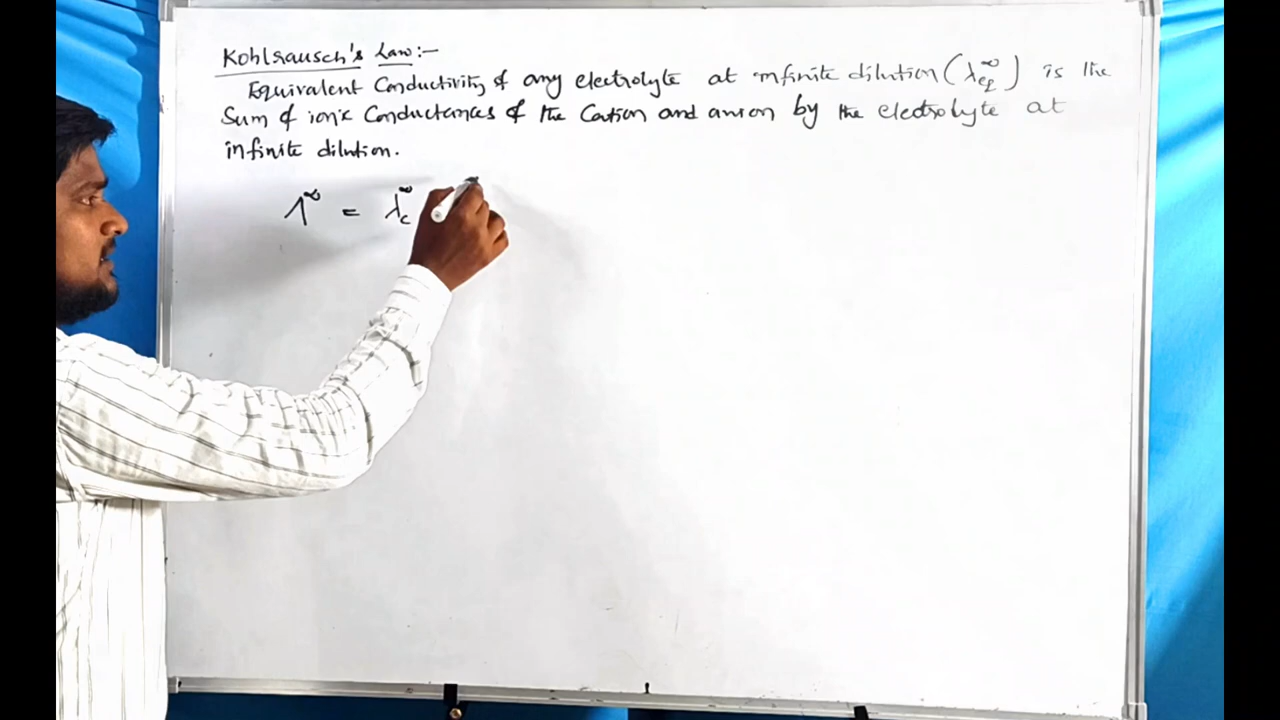 Kohlrausch's Law:-
Equivalent Conductivity of any electrolyte at infinite dilution (λ∞eq) is the
Sum of ionic Conductances of the Cation and anion by the electrolyte at
infinite dilution.
Λ∞ = λ∞c